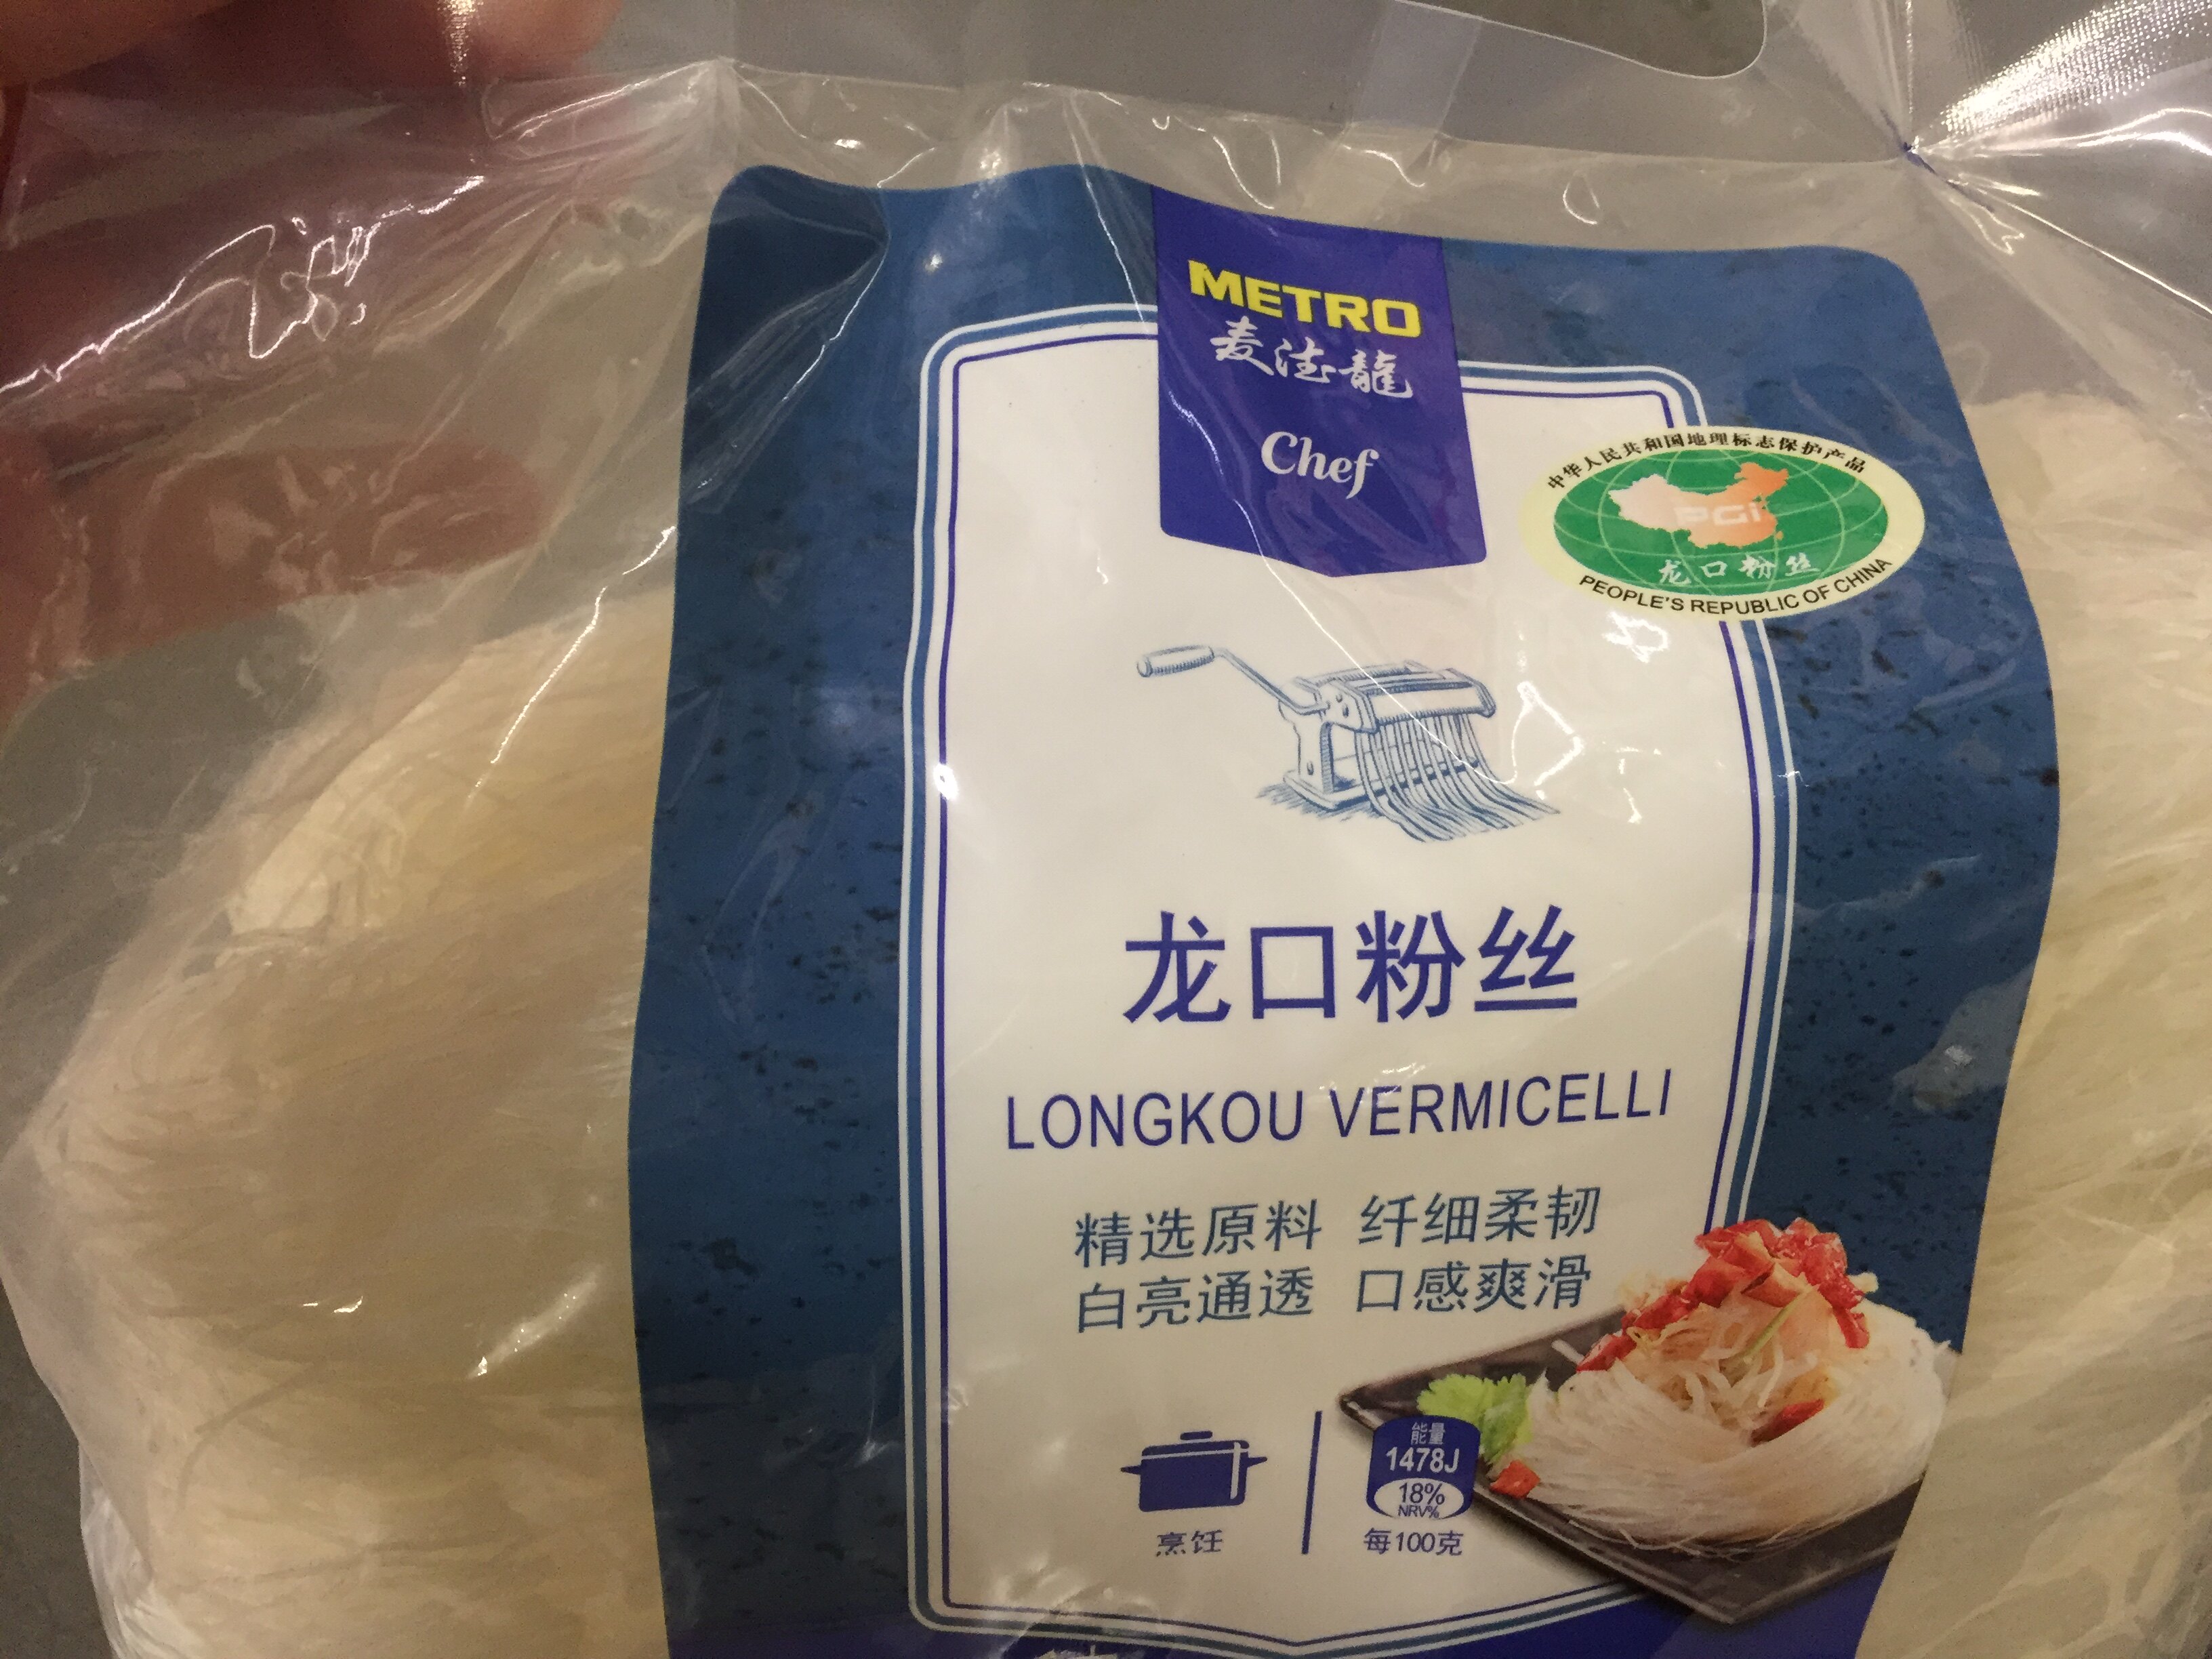 METRO
麦德龍
Chef
中华人民共和国地理标志保护产品
PGI
龙口粉丝
PEOPLE'S REPUBLIC OF CHINA
龙口粉丝
LONGKOU VERMICELLI
精选原料 纤细柔韧
白亮通透 口感爽滑
能量
1478J
18%
NRV%
烹饪
每100克